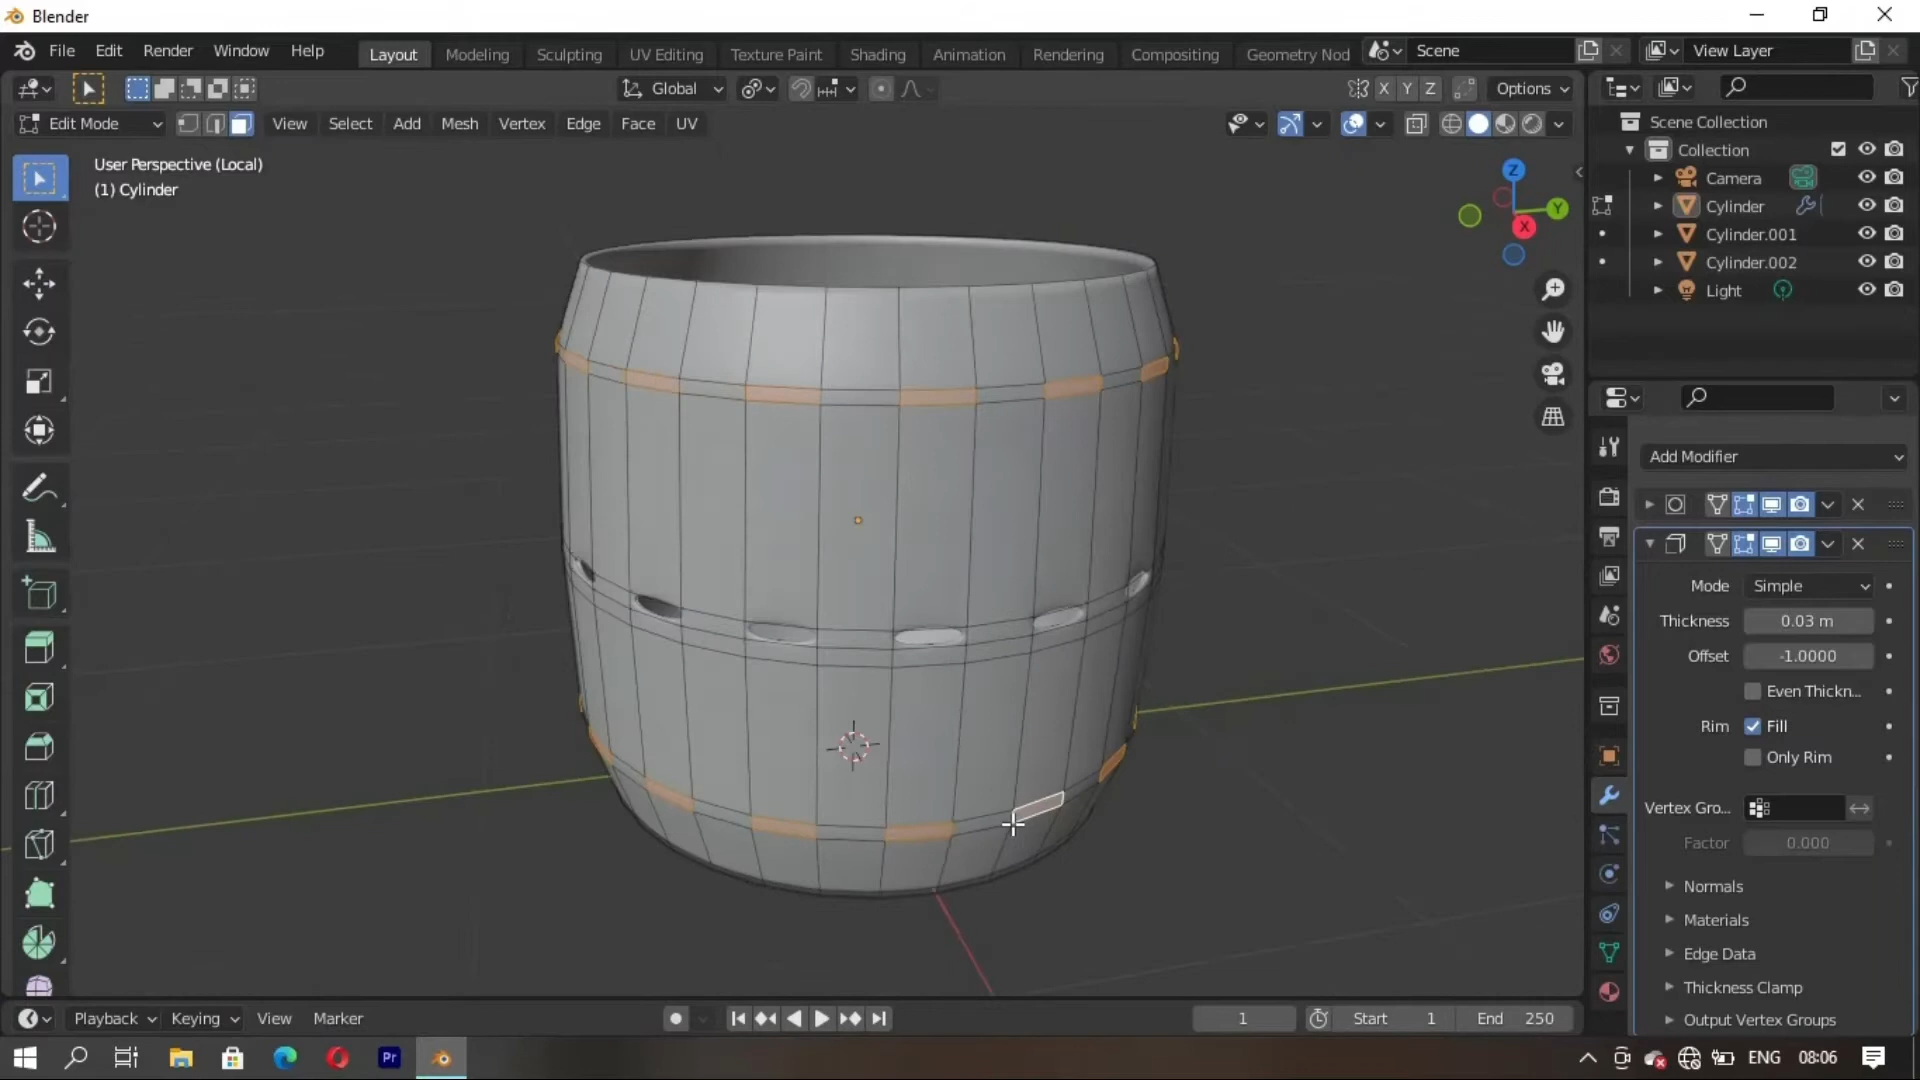 Blender
File Edit Render Window Help Layout Modeling Sculpting UV Editing Texture Paint Shading Animation Rendering Compositing Geometry Nod Scene View Layer
Global X Y Z Options
Edit Mode View Select Add Mesh Vertex Edge Face UV
User Perspective (Local)
(1) Cylinder
Z
Y
X
Scene Collection
Collection
Camera
Cylinder
Cylinder.001
Cylinder.002
Light
Add Modifier
Mode Simple
Thickness 0.03 m
Offset -1.0000
Even Thickn...
Rim Fill
Only Rim
Vertex Gro...
Factor 0.000
Normals
Materials
Edge Data
Thickness Clamp
Output Vertex Groups
Playback Keying View Marker 1 Start 1 End 250
Pr ENG 08:06